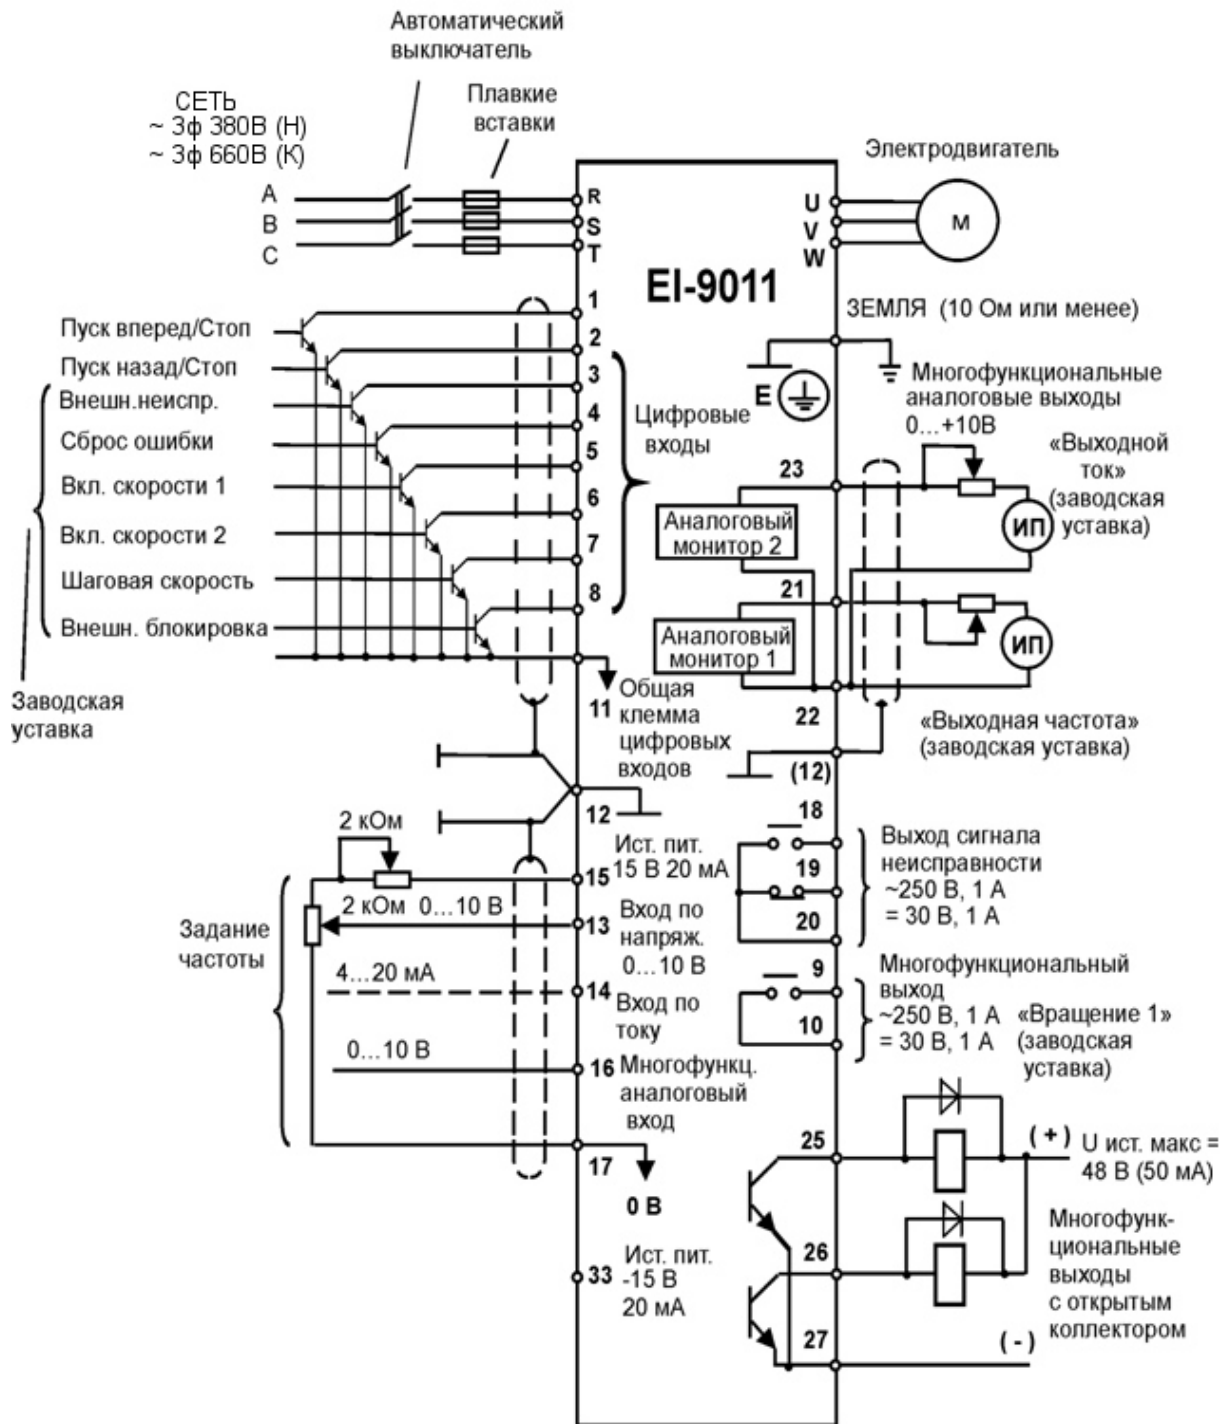 Автоматический
выключатель
СЕТЬ
~ 3ф 380В (Н)
~ 3ф 660В (К)
Плавкие
вставки
Электродвигатель
A
B
C
R
S
T
U
V
W
М
EI-9011
ЗЕМЛЯ (10 Ом или менее)
E
Пуск вперед/Стоп
Пуск назад/Стоп
Внешн.неиспр.
Сброс ошибки
Вкл. скорости 1
Вкл. скорости 2
Шаговая скорость
Внешн. блокировка
Заводская
уставка
1
2
3
4
5
6
7
8
Цифровые
входы
11
Общая
клемма
цифровых
входов
12
Многофункциональные
аналоговые выходы
0...+10В
«Выходной
ток»
(заводская
уставка)
23
Аналоговый
монитор 2
ИП
21
Аналоговый
монитор 1
ИП
22
«Выходная частота»
(заводская уставка)
(12)
2 кОм
2 кОм 0...10 В
Задание
частоты
4...20 мА
0...10 В
15
Ист. пит.
15 В 20 мА
13
Вход по
напряж.
0...10 В
14
Вход по
току
16
Многофункц.
аналоговый
вход
17
0 В
33
Ист. пит.
-15 В
20 мА
18
19
20
Выход сигнала
неисправности
~250 В, 1 А
= 30 В, 1 А
9
10
Многофункциональный
выход
~250 В, 1 А
= 30 В, 1 А
«Вращение 1»
(заводская
уставка)
25
(+)
U ист. макс =
48 В (50 мА)
26
Многофунк-
циональные
выходы
с открытым
коллектором
27
(-)